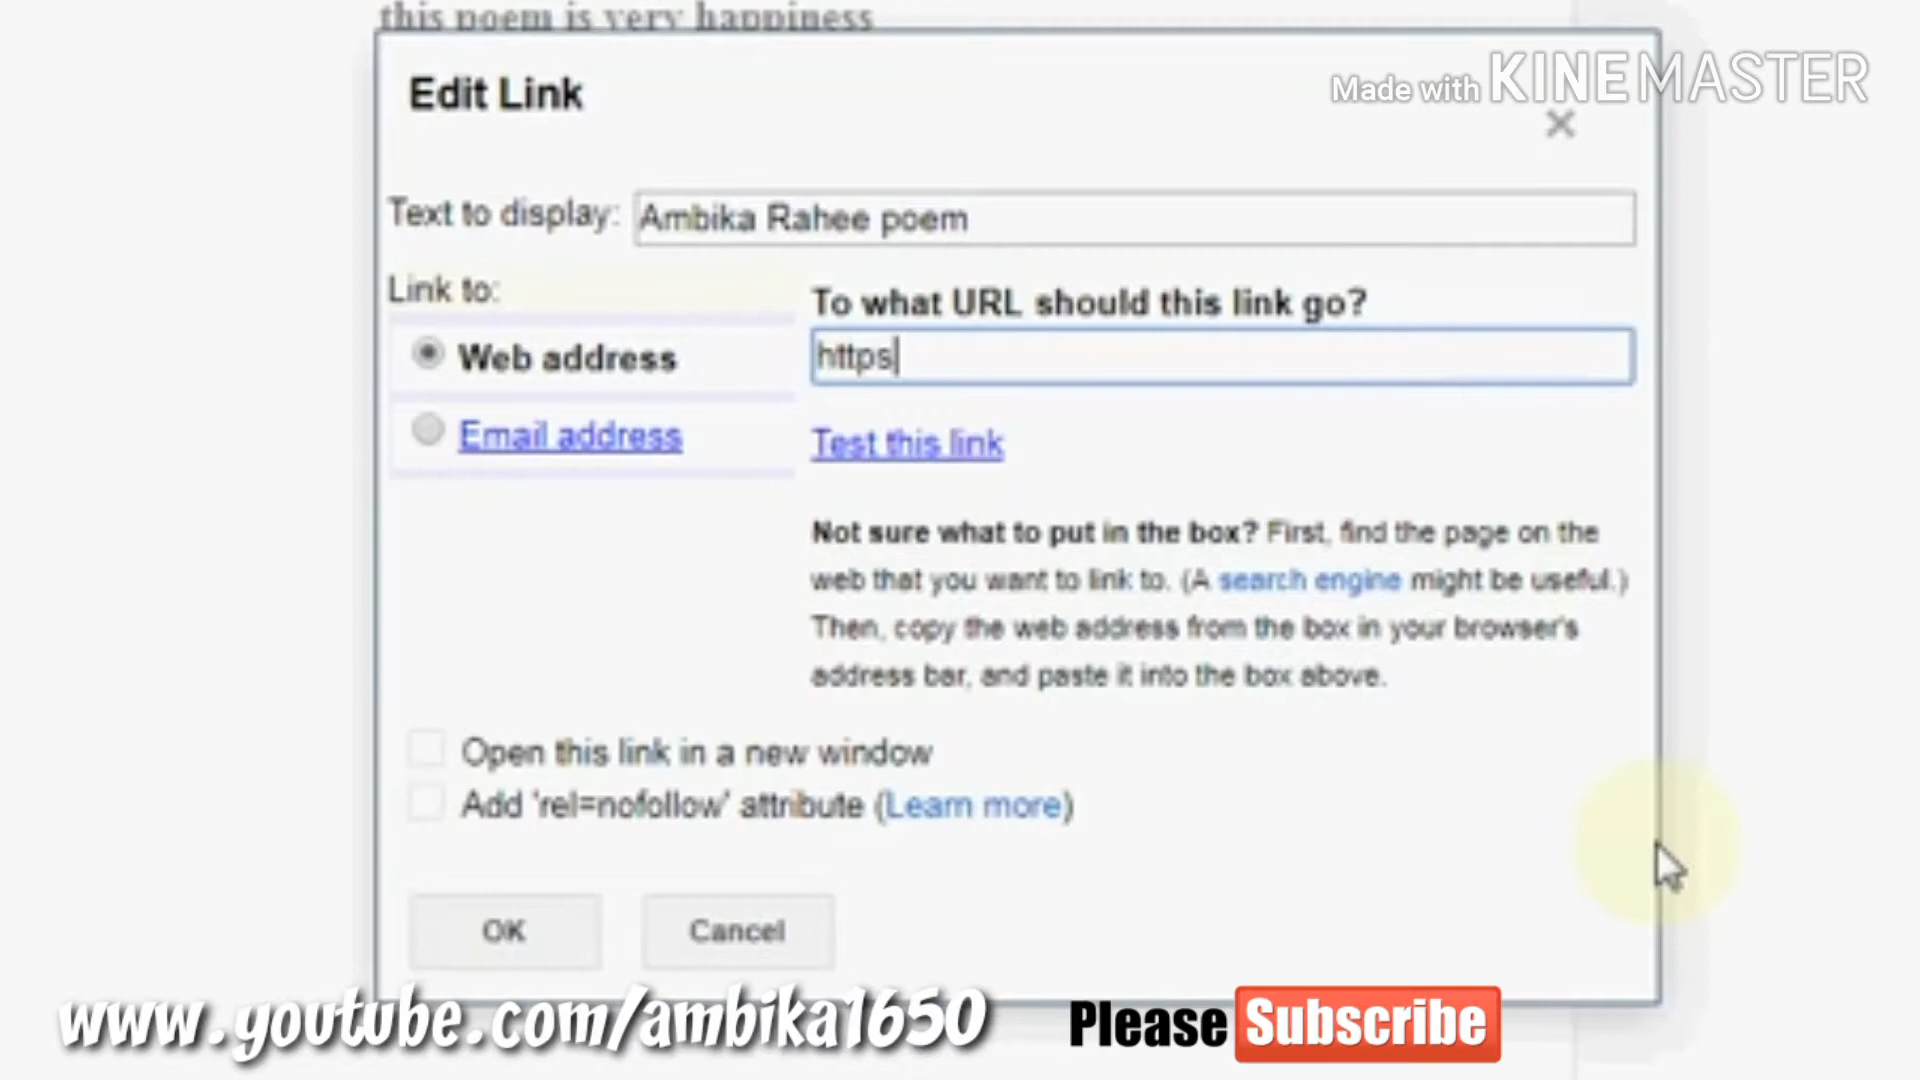 this poem is very happiness
Edit Link
Made with KINEMASTER
Text to display: Ambika Rahee poem
Link to:
To what URL should this link go?
Web address
https
Email address
Test this link
Not sure what to put in the box? First, find the page on the
web that you want to link to. (A search engine might be useful.)
Then, copy the web address from the box in your browser's
address bar, and paste it into the box above.
Open this link in a new window
Add 'rel=nofollow' attribute (Learn more)
OK
Cancel
www.youtube.com/ambika1650
Please Subscribe